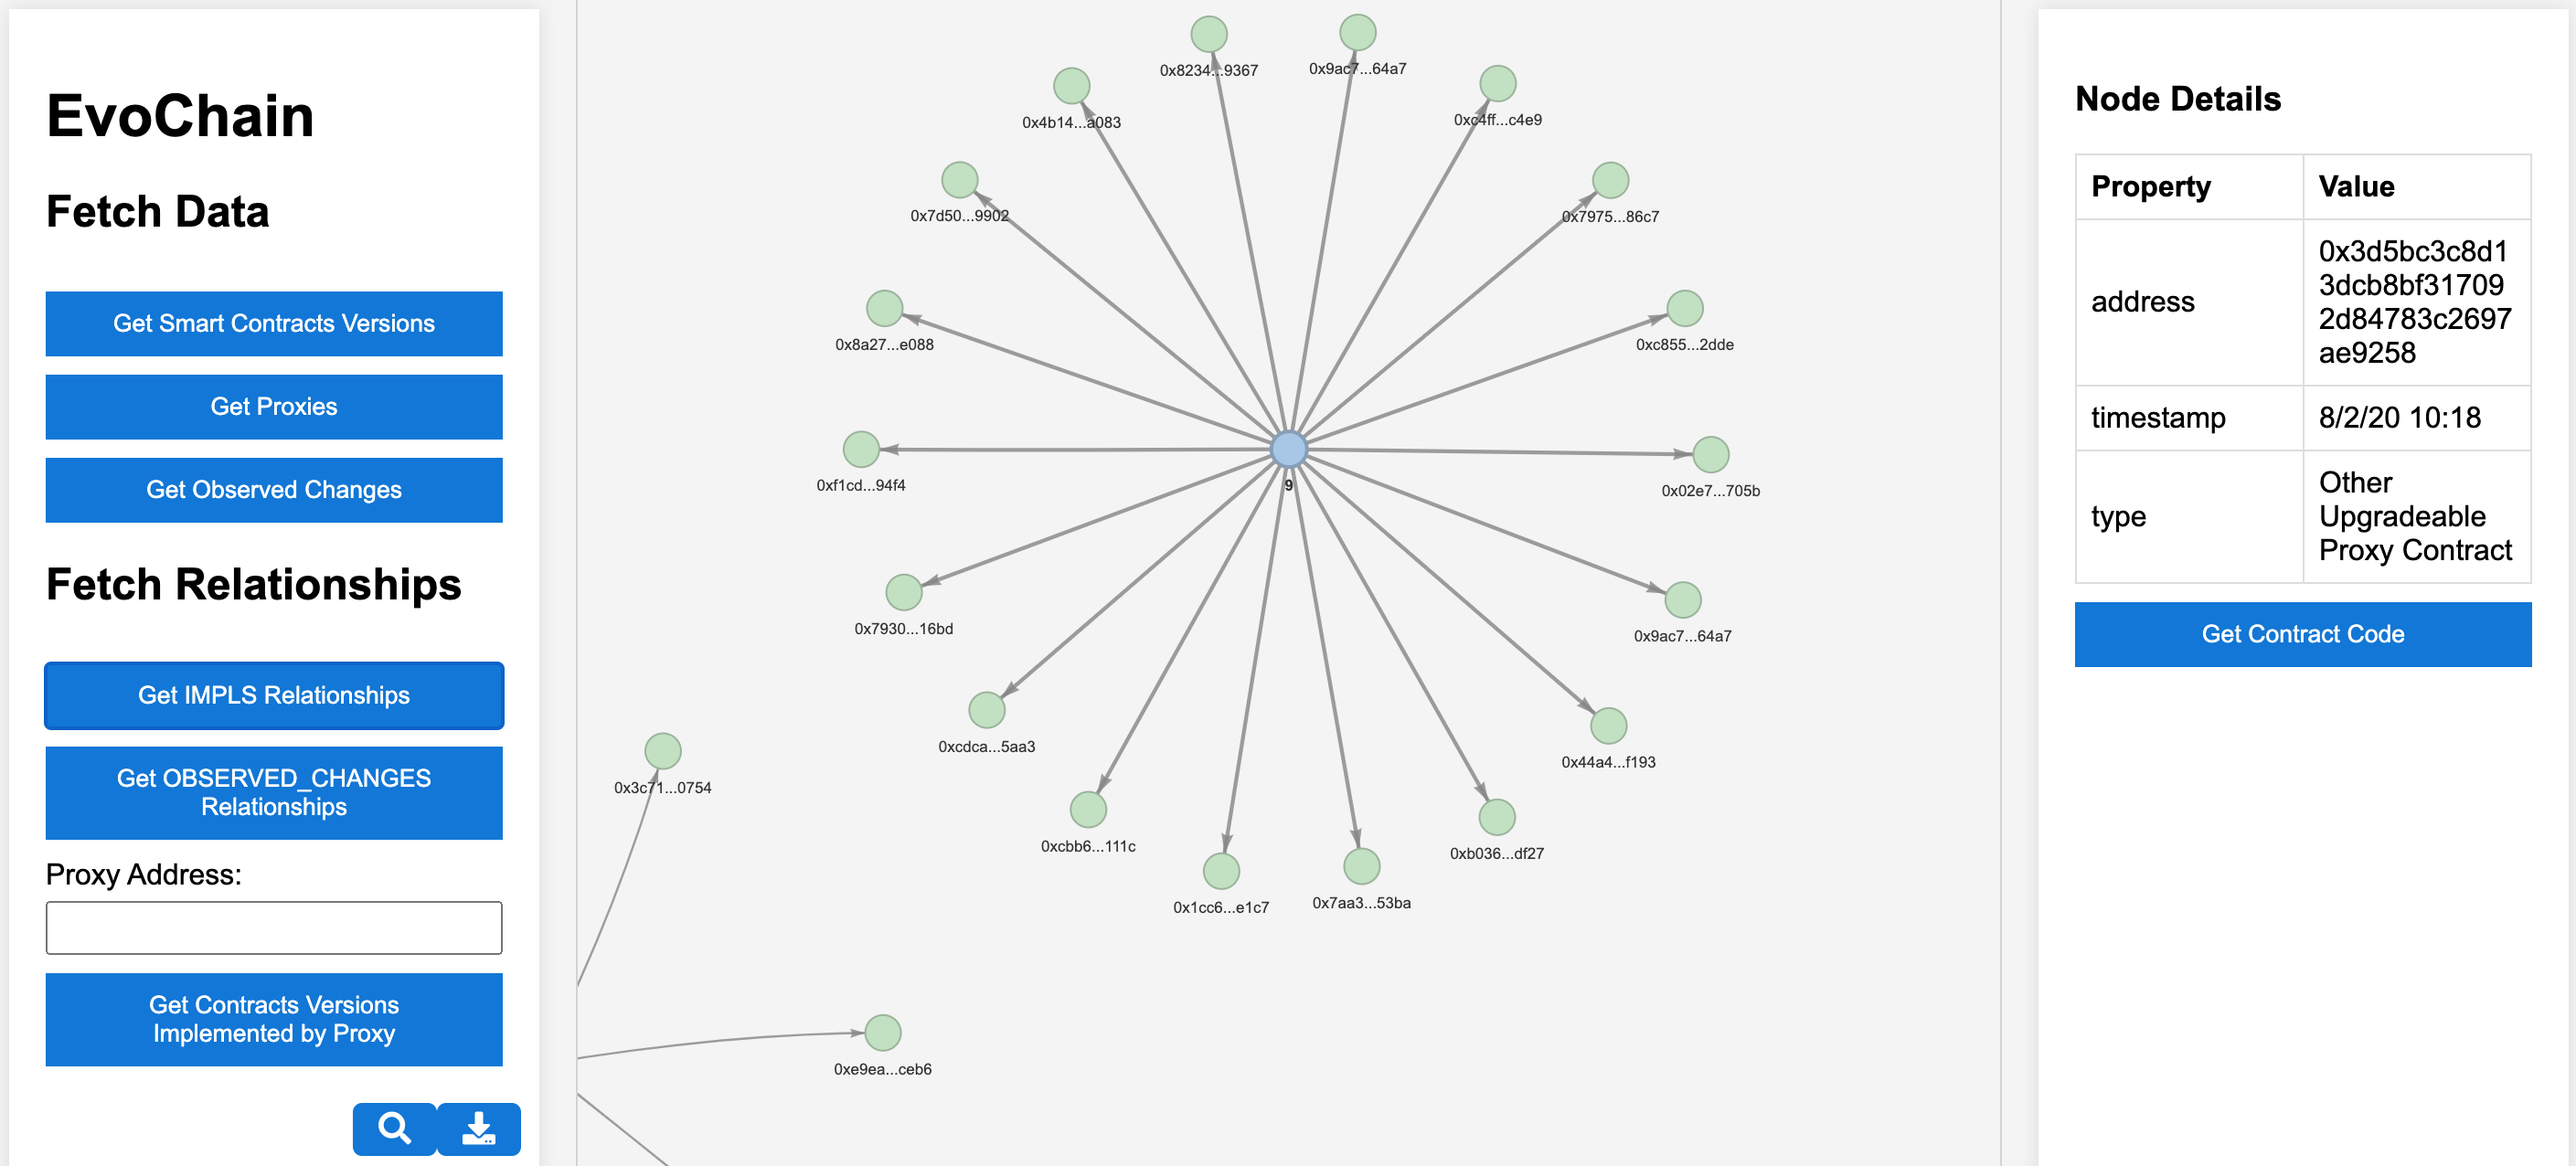 EvoChain
Fetch Data
Get Smart Contracts Versions
Get Proxies
Get Observed Changes
Fetch Relationships
Get IMPLS Relationships
Get OBSERVED_CHANGES
Relationships
Proxy Address:
Get Contracts Versions
Implemented by Proxy
0x8234...9367
0x9ac7...64a7
0x4b14...a083
0xc4ff...c4e9
0x7d50...9902
0x7975...86c7
0x8a27...e088
0xc855...2dde
0xf1cd...94f4
9
0x02e7...705b
0x7930...16bd
0x9ac7...64a7
0xcdca...5aa3
0x44a4...f193
0x3c71...0754
0xcbb6...111c
0xb036...df27
0x1cc6...e1c7
0x7aa3...53ba
0xe9ea...ceb6
Node Details
Property Value
address
0x3d5bc3c8d1
3dcb8bf31709
2d84783c2697
ae9258
timestamp 8/2/20 10:18
type
Other
Upgradeable
Proxy Contract
Get Contract Code